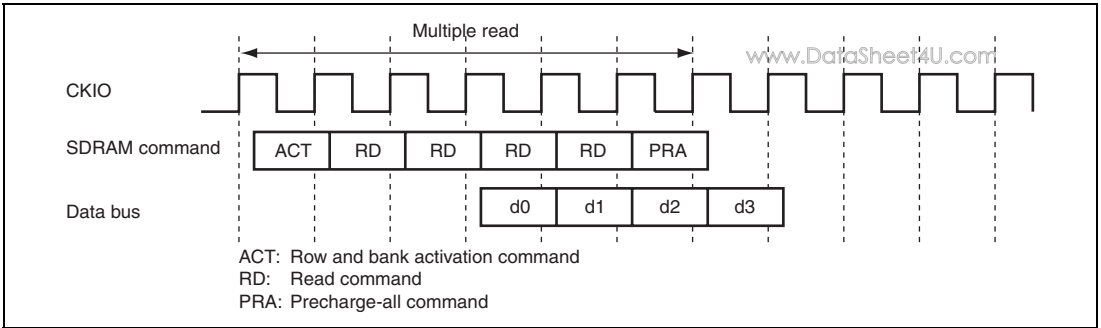 Multiple read
www.DataSheet4U.com
CKIO
SDRAM command ACT RD RD RD RD PRA
Data bus d0 d1 d2 d3
ACT: Row and bank activation command
RD: Read command
PRA: Precharge-all command